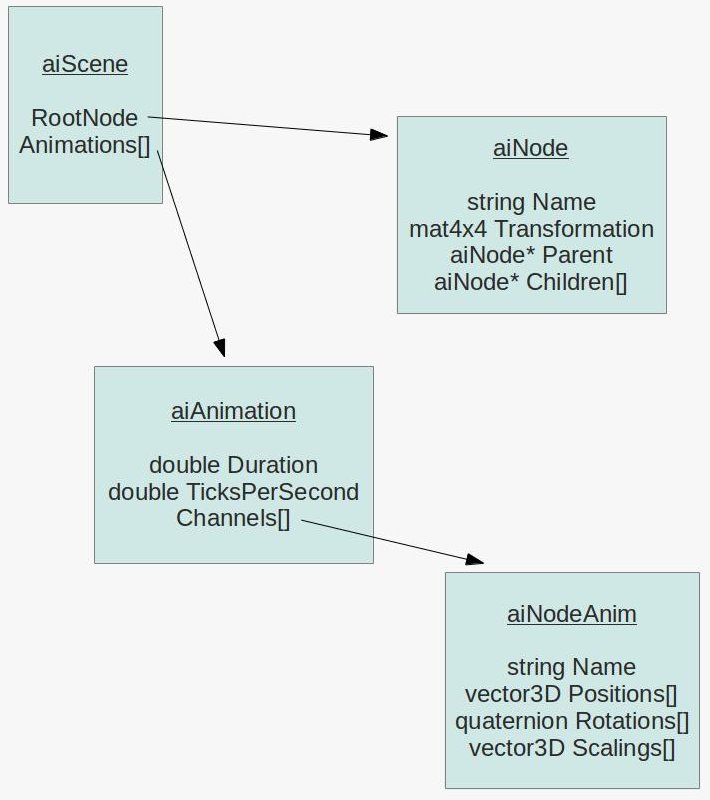 aiScene
RootNode
Animations[]
aiNode
string Name
mat4x4 Transformation
aiNode* Parent
aiNode* Children[]
aiAnimation
double Duration
double TicksPerSecond
Channels[]
aiNodeAnim
string Name
vector3D Positions[]
quaternion Rotations[]
vector3D Scalings[]